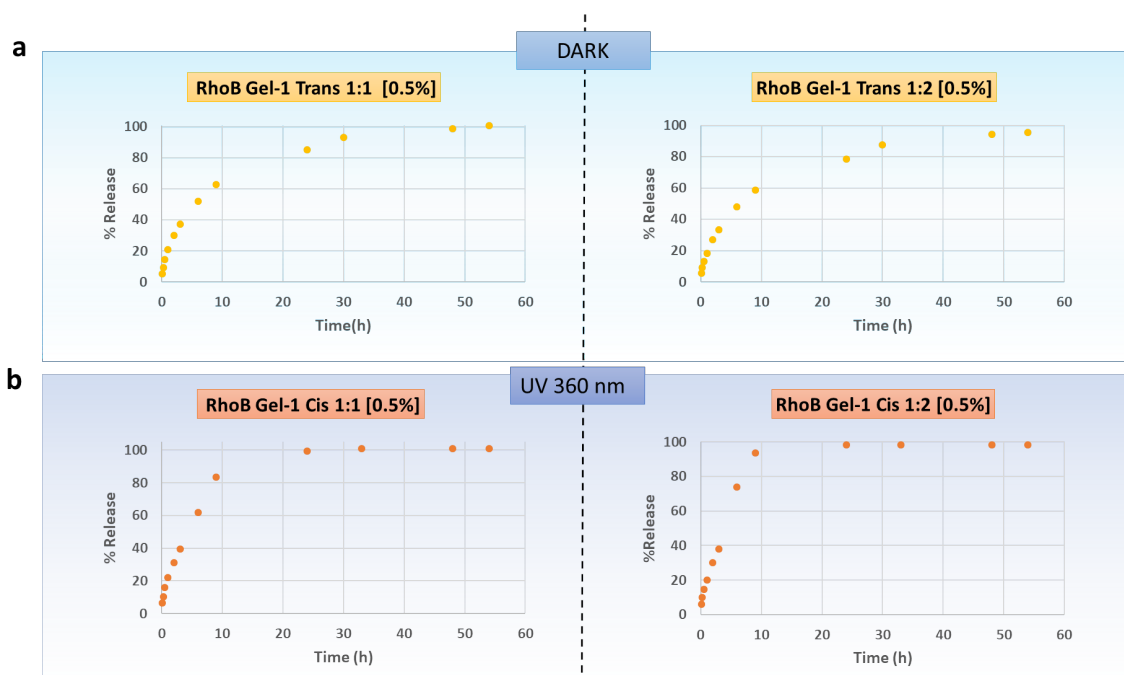 a
DARK
RhoB Gel-1 Trans 1:1 [0.5%]
% Release
100
80
60
40
20
0
0 10 20 30 40 50 60
Time(h)
RhoB Gel-1 Trans 1:2 [0.5%]
% Release
100
80
60
40
20
0
0 10 20 30 40 50 60
Time (h)
b
UV 360 nm
RhoB Gel-1 Cis 1:1 [0.5%]
% Release
100
80
60
40
20
0
0 10 20 30 40 50 60
Time (h)
RhoB Gel-1 Cis 1:2 [0.5%]
%Release
100
80
60
40
20
0
0 10 20 30 40 50 60
Time (h)